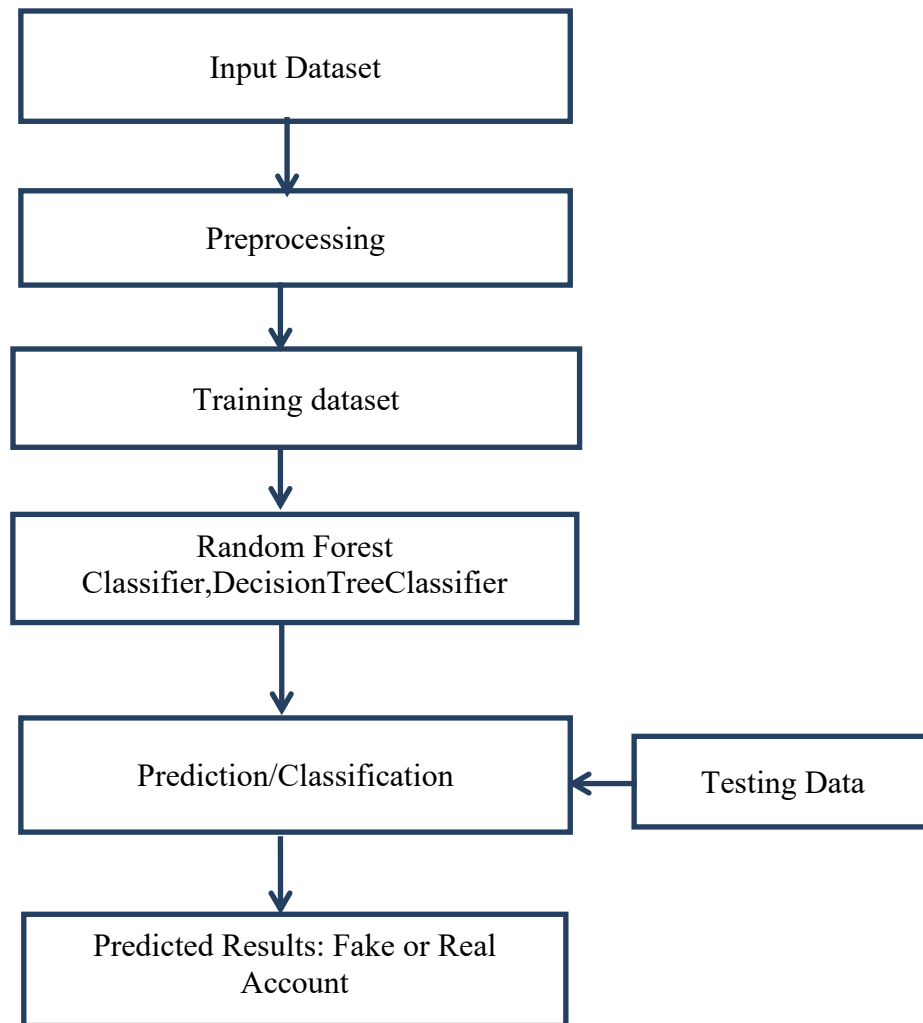 Input Dataset
Preprocessing
Training dataset
Random Forest
Classifier,DecisionTreeClassifier
Prediction/Classification
Testing Data
Predicted Results: Fake or Real
Account